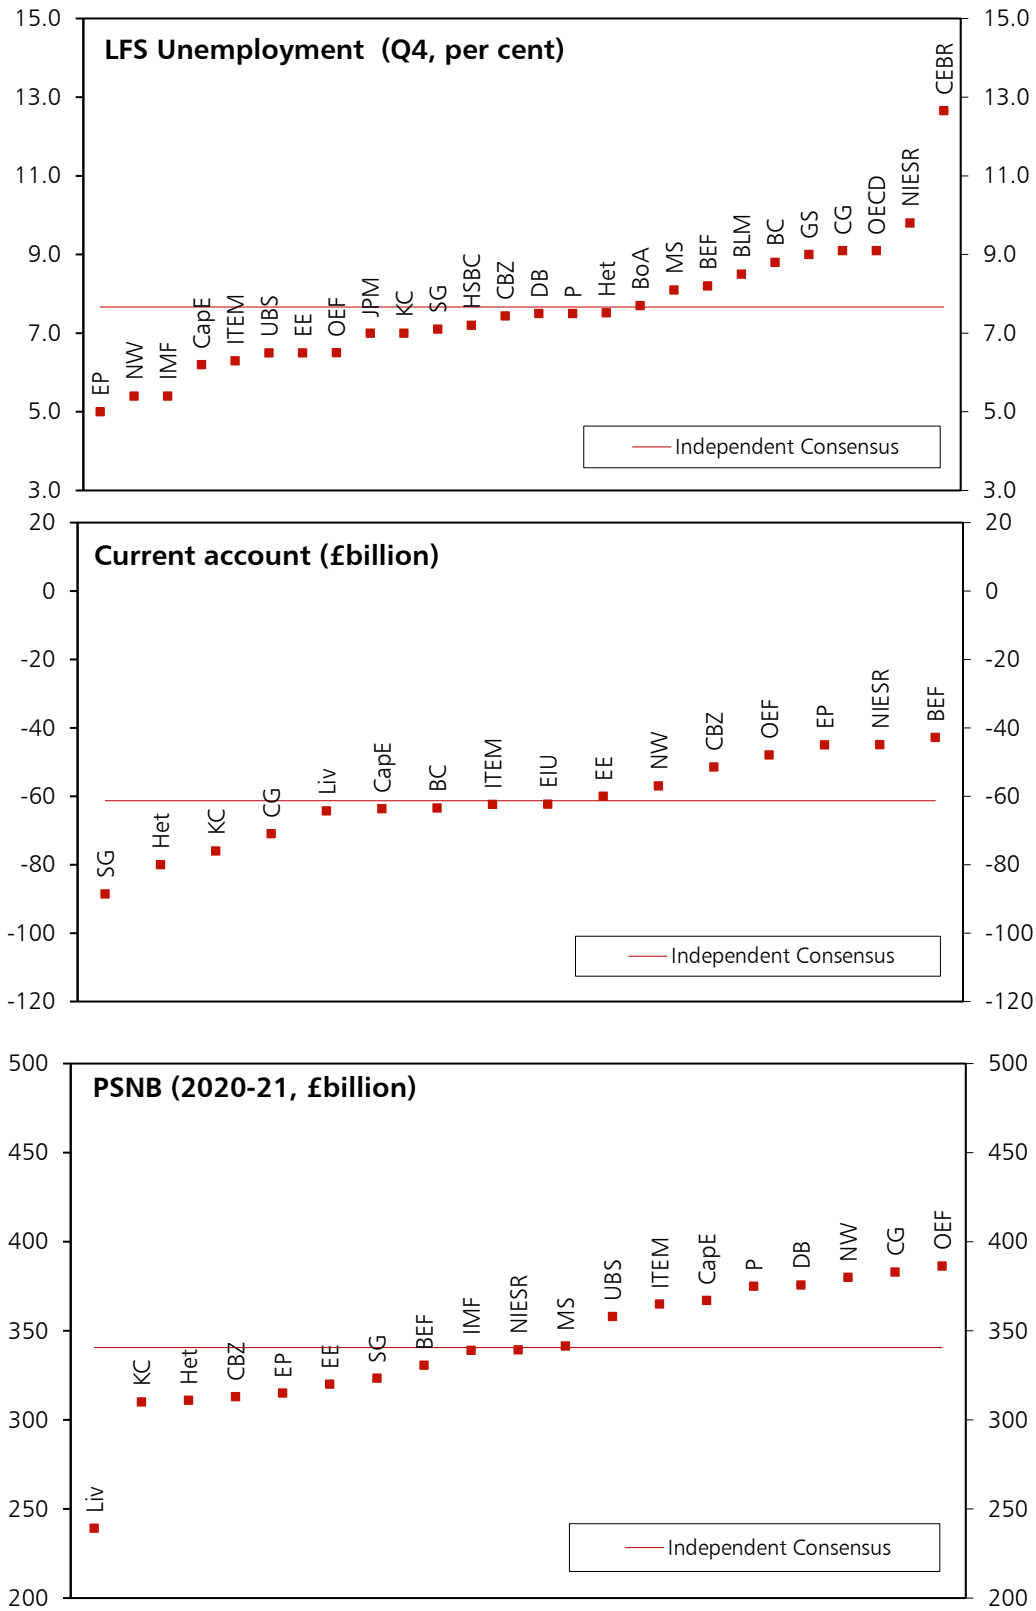 LFS Unemployment (Q4, per cent)
15.0 15.0
13.0 13.0
11.0 11.0
9.0 9.0
7.0 7.0
5.0 5.0
3.0 3.0
EP NW IMF CapE ITEM UBS EE OEF JPM KC SG HSBC CBZ DB P Het BoA MS BEF BLM BC GS CG OECD NIESR CEBR
Independent Consensus
Current account (£billion)
20 20
0 0
-20 -20
-40 -40
-60 -60
-80 -80
-100 -100
-120 -120
SG Het KC CG Liv CapE BC ITEM EIU EE NW CBZ OEF EP NIESR BEF
Independent Consensus
PSNB (2020-21, £billion)
500 500
450 450
400 400
350 350
300 300
250 250
200 200
Liv KC Het CBZ EP EE SG BEF IMF NIESR MS UBS ITEM CapE P DB NW CG OEF
Independent Consensus